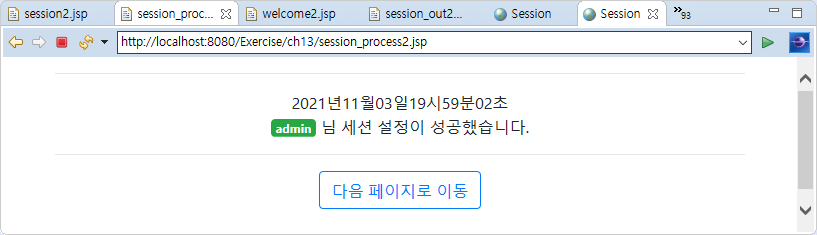 session2.jsp session_proc... welcome2.jsp session_out2... Session Session »93
http://localhost:8080/Exercise/ch13/session_process2.jsp
2021년11월03일19시59분02초
admin 님 세션 설정이 성공했습니다.
다음 페이지로 이동